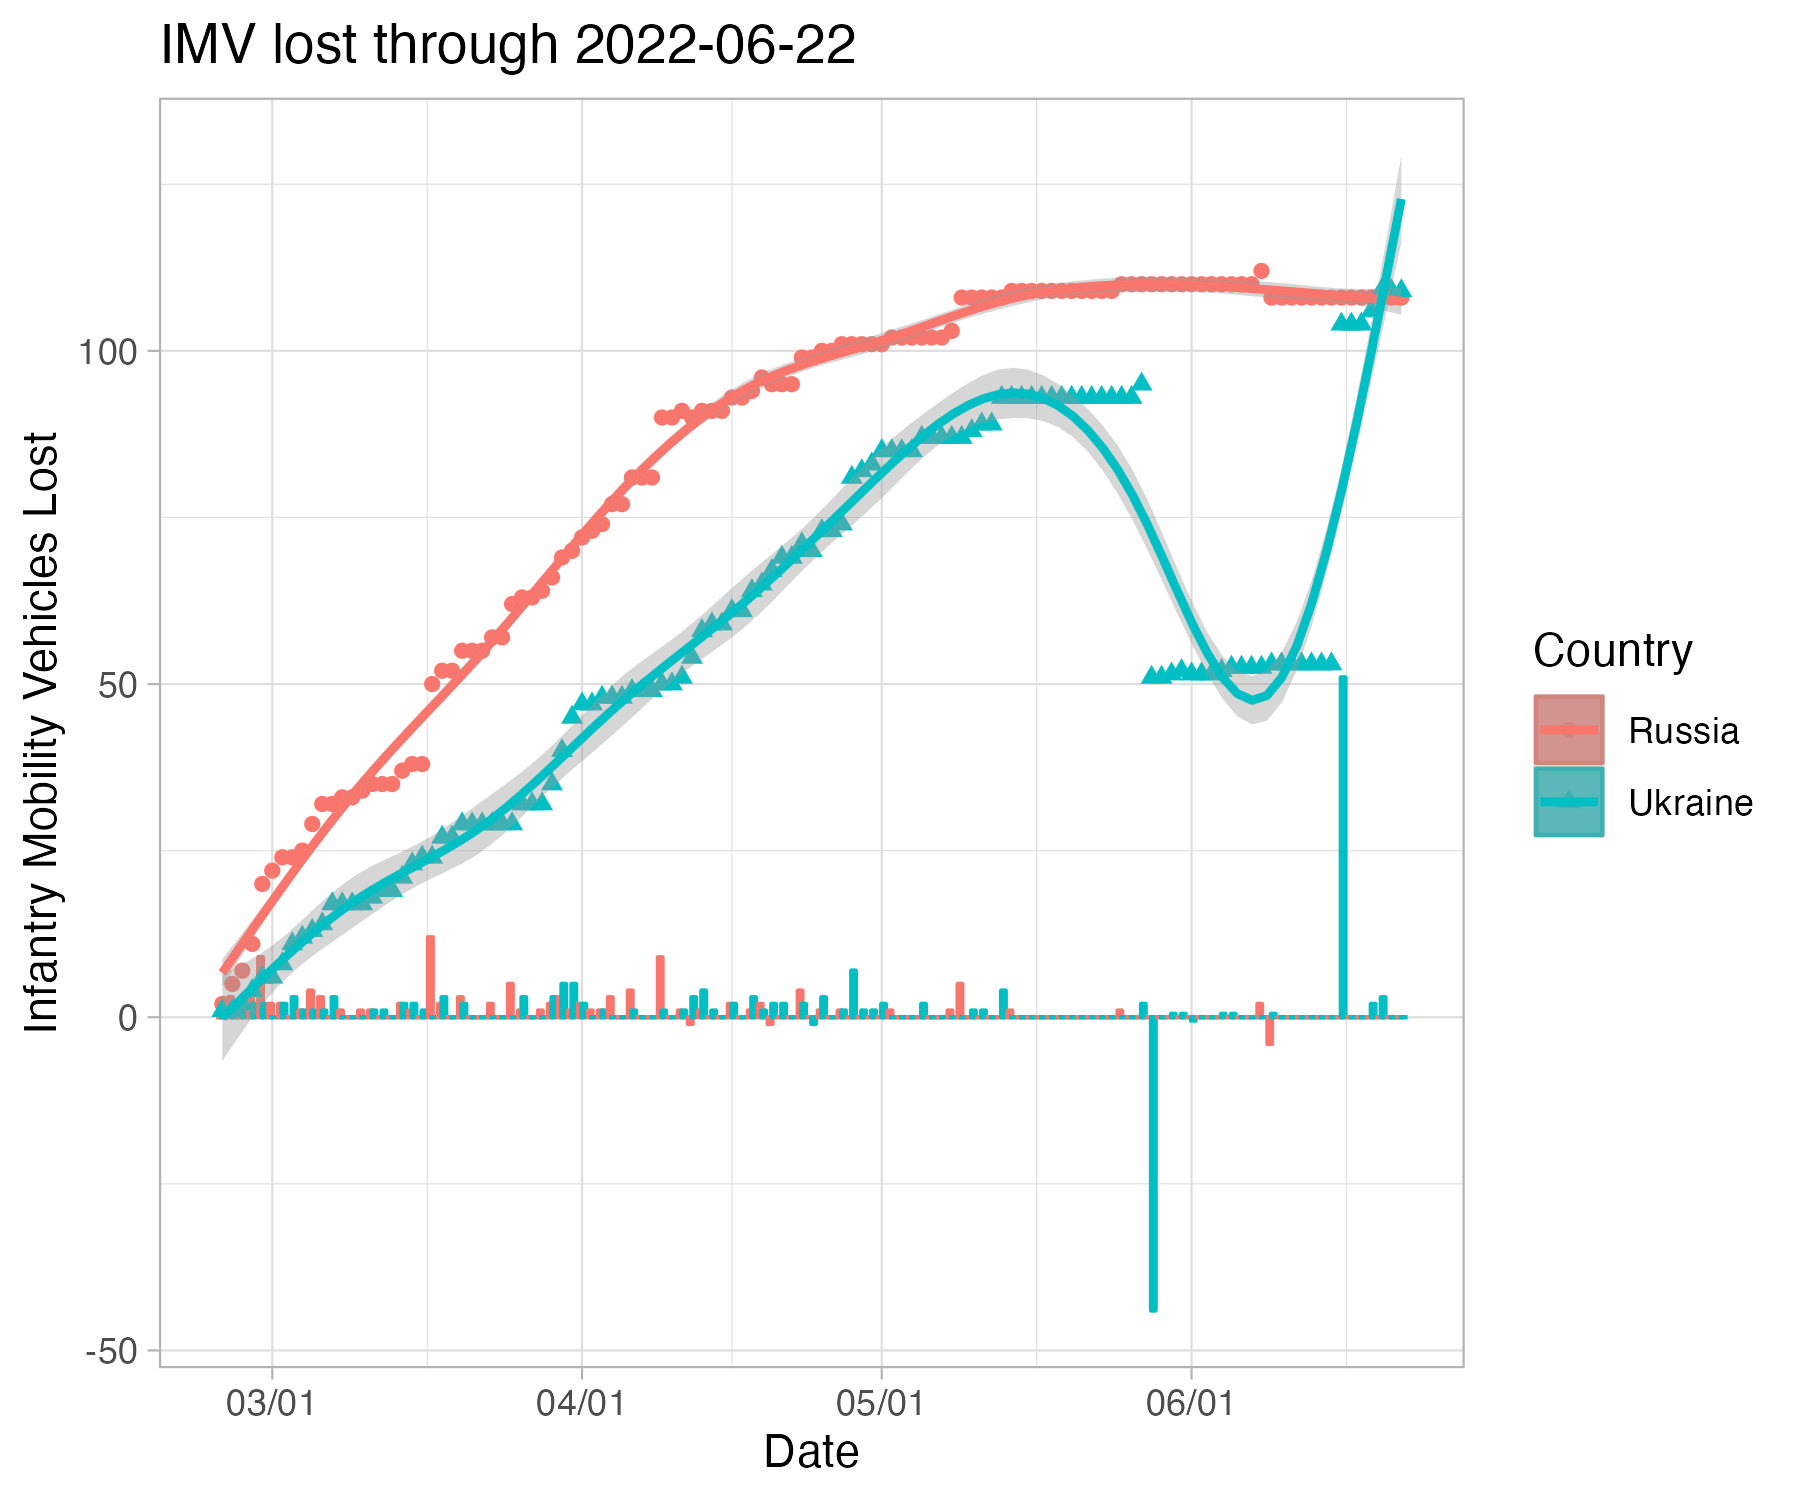 IMV lost through 2022-06-22
Infantry Mobility Vehicles Lost
100
50
0
-50
03/01
04/01
05/01
06/01
Date
Country
Russia
Ukraine